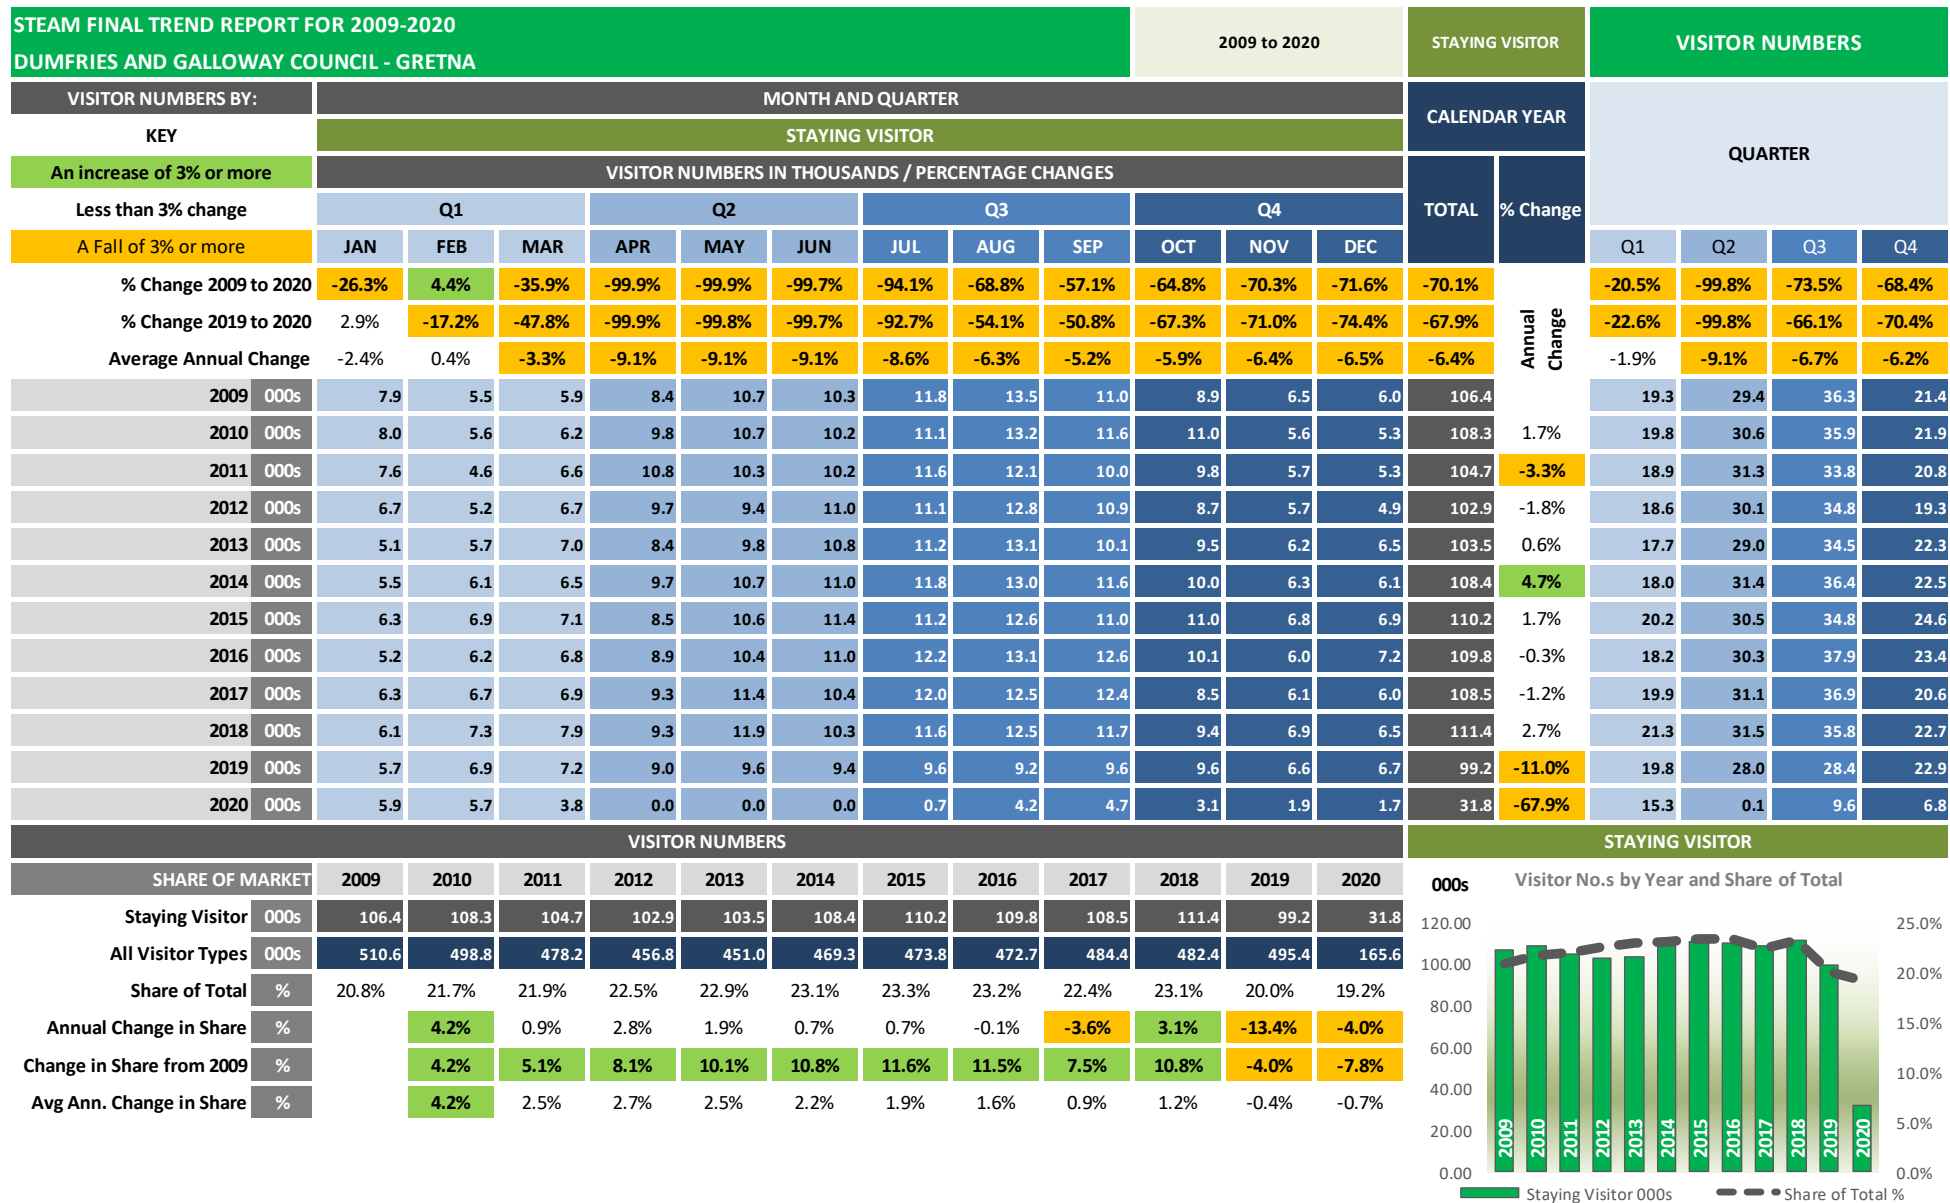 STEAM FINAL TREND REPORT FOR 2009-2020
DUMFRIES AND GALLOWAY COUNCIL - GRETNA
2009 to 2020
STAYING VISITOR
VISITOR NUMBERS
VISITOR NUMBERS BY:
MONTH AND QUARTER
CALENDAR YEAR
QUARTER
KEY
STAYING VISITOR
An increase of 3% or more
VISITOR NUMBERS IN THOUSANDS / PERCENTAGE CHANGES
TOTAL % Change
Less than 3% change Q1 Q2 Q3 Q4
A Fall of 3% or more JAN FEB MAR APR MAY JUN JUL AUG SEP OCT NOV DEC Q1 Q2 Q3 Q4
% Change 2009 to 2020 -26.3% 4.4% -35.9% -99.9% -99.9% -99.7% -94.1% -68.8% -57.1% -64.8% -70.3% -71.6% -70.1% -20.5% -99.8% -73.5% -68.4%
% Change 2019 to 2020 2.9% -17.2% -47.8% -99.9% -99.8% -99.7% -92.7% -54.1% -50.8% -67.3% -71.0% -74.4% -67.9% -22.6% -99.8% -66.1% -70.4%
Average Annual Change -2.4% 0.4% -3.3% -9.1% -9.1% -9.1% -8.6% -6.3% -5.2% -5.9% -6.4% -6.5% -6.4% -1.9% -9.1% -6.7% -6.2%
Annual
Change
2009 000s 7.9 5.5 5.9 8.4 10.7 10.3 11.8 13.5 11.0 8.9 6.5 6.0 106.4 19.3 29.4 36.3 21.4
2010 000s 8.0 5.6 6.2 9.8 10.7 10.2 11.1 13.2 11.6 11.0 5.6 5.3 108.3 1.7% 19.8 30.6 35.9 21.9
2011 000s 7.6 4.6 6.6 10.8 10.3 10.2 11.6 12.1 10.0 9.8 5.7 5.3 104.7 -3.3% 18.9 31.3 33.8 20.8
2012 000s 6.7 5.2 6.7 9.7 9.4 11.0 11.1 12.8 10.9 8.7 5.7 4.9 102.9 -1.8% 18.6 30.1 34.8 19.3
2013 000s 5.1 5.7 7.0 8.4 9.8 10.8 11.2 13.1 10.1 9.5 6.2 6.5 103.5 0.6% 17.7 29.0 34.5 22.3
2014 000s 5.5 6.1 6.5 9.7 10.7 11.0 11.8 13.0 11.6 10.0 6.3 6.1 108.4 4.7% 18.0 31.4 36.4 22.5
2015 000s 6.3 6.9 7.1 8.5 10.6 11.4 11.2 12.6 11.0 11.0 6.8 6.9 110.2 1.7% 20.2 30.5 34.8 24.6
2016 000s 5.2 6.2 6.8 8.9 10.4 11.0 12.2 13.1 12.6 10.1 6.0 7.2 109.8 -0.3% 18.2 30.3 37.9 23.4
2017 000s 6.3 6.7 6.9 9.3 11.4 10.4 12.0 12.5 12.4 8.5 6.1 6.0 108.5 -1.2% 19.9 31.1 36.9 20.6
2018 000s 6.1 7.3 7.9 9.3 11.9 10.3 11.6 12.5 11.7 9.4 6.9 6.5 111.4 2.7% 21.3 31.5 35.8 22.7
2019 000s 5.7 6.9 7.2 9.0 9.6 9.4 9.6 9.2 9.6 9.6 6.6 6.7 99.2 -11.0% 19.8 28.0 28.4 22.9
2020 000s 5.9 5.7 3.8 0.0 0.0 0.0 0.7 4.2 4.7 3.1 1.9 1.7 31.8 -67.9% 15.3 0.1 9.6 6.8
VISITOR NUMBERS
SHARE OF MARKET 2009 2010 2011 2012 2013 2014 2015 2016 2017 2018 2019 2020
Staying Visitor 000s 106.4 108.3 104.7 102.9 103.5 108.4 110.2 109.8 108.5 111.4 99.2 31.8
All Visitor Types 000s 510.6 498.8 478.2 456.8 451.0 469.3 473.8 472.7 484.4 482.4 495.4 165.6
Share of Total % 20.8% 21.7% 21.9% 22.5% 22.9% 23.1% 23.3% 23.2% 22.4% 23.1% 20.0% 19.2%
Annual Change in Share % 4.2% 0.9% 2.8% 1.9% 0.7% 0.7% -0.1% -3.6% 3.1% -13.4% -4.0%
Change in Share from 2009 % 4.2% 5.1% 8.1% 10.1% 10.8% 11.6% 11.5% 7.5% 10.8% -4.0% -7.8%
Avg Ann. Change in Share % 4.2% 2.5% 2.7% 2.5% 2.2% 1.9% 1.6% 0.9% 1.2% -0.4% -0.7%
STAYING VISITOR
000s Visitor No.s by Year and Share of Total
120.00 25.0%
100.00 20.0%
80.00 15.0%
60.00
40.00 10.0%
20.00 5.0%
0.00 0.0%
2009 2010 2011 2012 2013 2014 2015 2016 2017 2018 2019 2020
Staying Visitor 000s Share of Total %